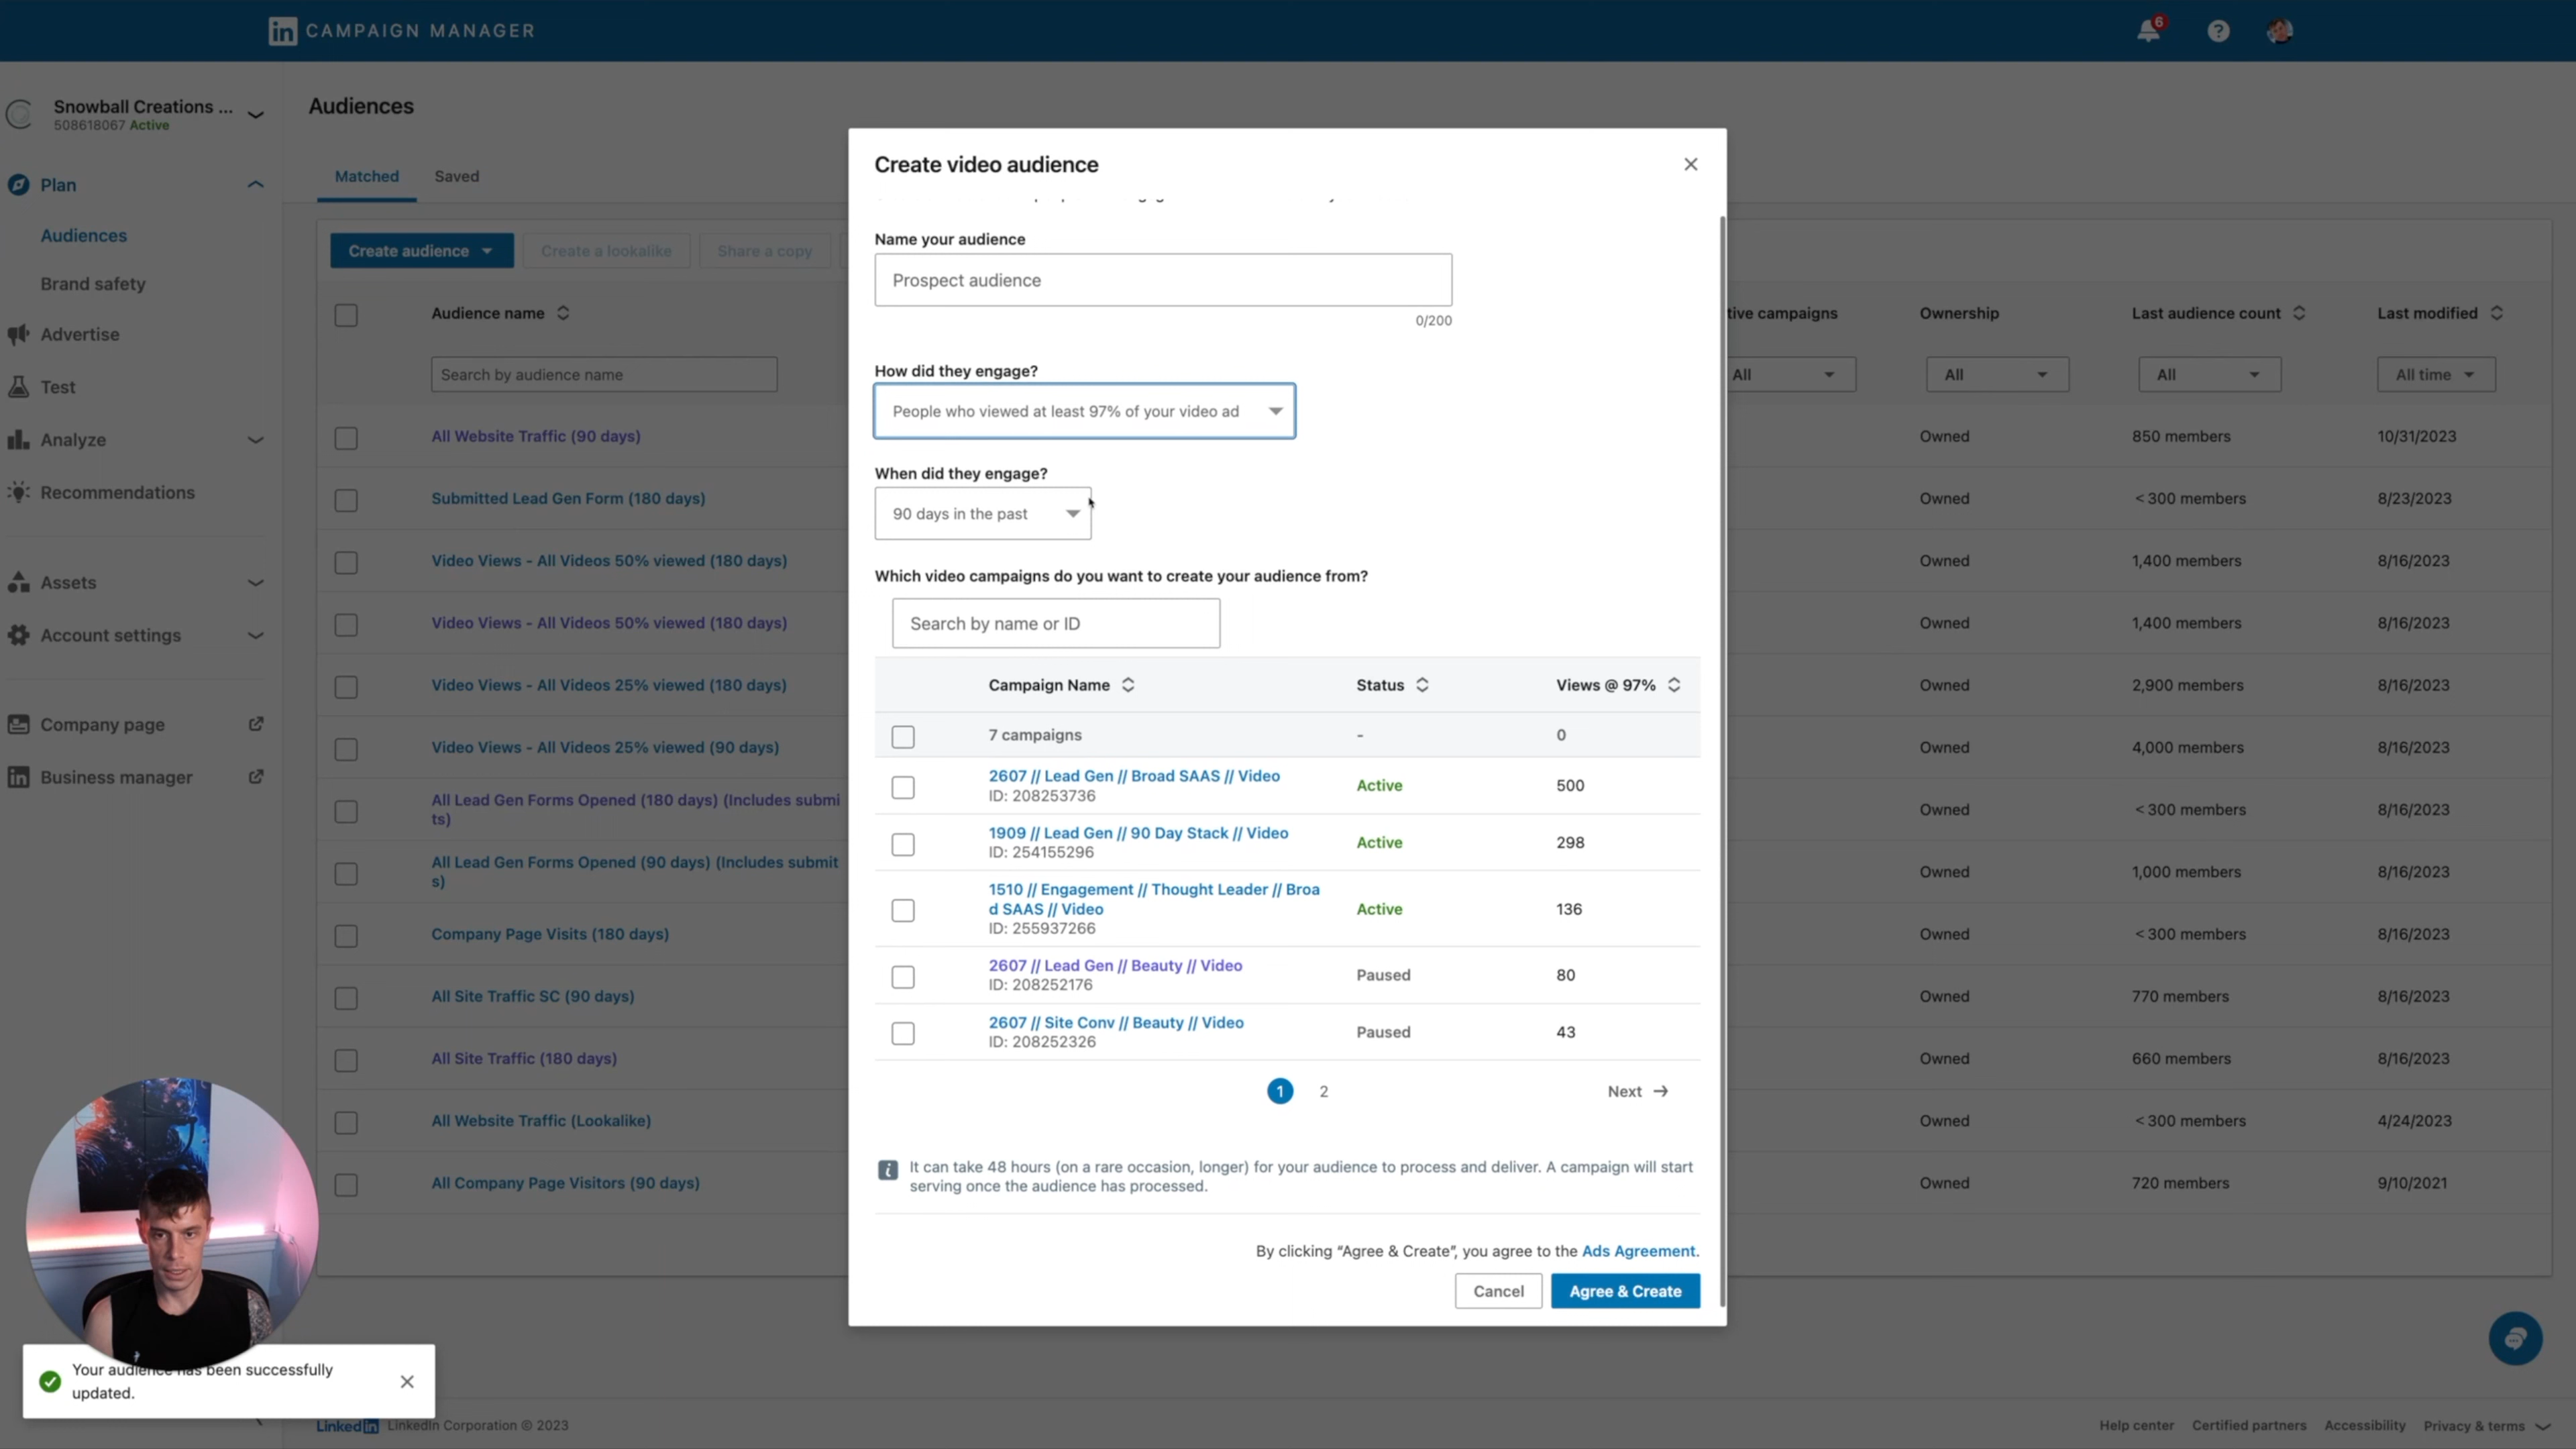 in CAMPAIGN MANAGER
6
?
Snowball Creations ...
508618067 Active
Plan
Audiences
Brand safety
Advertise
Test
Analyze
Recommendations
Assets
Account settings
Company page
Business manager
Audiences
Matched
Saved
Create audience
Create a lookalike
Share a copy
Audience name
tive campaigns
Ownership
Last audience count
Last modified
Search by audience name
All
All
All
All time
All Website Traffic (90 days)
Owned
850 members
10/31/2023
Submitted Lead Gen Form (180 days)
Owned
< 300 members
8/23/2023
Video Views - All Videos 50% viewed (180 days)
Owned
1,400 members
8/16/2023
Video Views - All Videos 50% viewed (180 days)
Owned
1,400 members
8/16/2023
Video Views - All Videos 25% viewed (180 days)
Owned
2,900 members
8/16/2023
Video Views - All Videos 25% viewed (90 days)
Owned
4,000 members
8/16/2023
All Lead Gen Forms Opened (180 days) (Includes submi
ts)
Owned
< 300 members
8/16/2023
All Lead Gen Forms Opened (90 days) (Includes submit
s)
Owned
1,000 members
8/16/2023
Company Page Visits (180 days)
Owned
< 300 members
8/16/2023
All Site Traffic SC (90 days)
Owned
770 members
8/16/2023
All Site Traffic (180 days)
Owned
660 members
8/16/2023
All Website Traffic (Lookalike)
Owned
< 300 members
4/24/2023
All Company Page Visitors (90 days)
Owned
720 members
9/10/2021
Create video audience
Name your audience
Prospect audience
0/200
How did they engage?
People who viewed at least 97% of your video ad
When did they engage?
90 days in the past
Which video campaigns do you want to create your audience from?
Search by name or ID
Campaign Name
Status
Views @ 97%
7 campaigns
-
0
2607 // Lead Gen // Broad SAAS // Video
ID: 208253736
Active
500
1909 // Lead Gen // 90 Day Stack // Video
ID: 254155296
Active
298
1510 // Engagement // Thought Leader // Broa
d SAAS // Video
ID: 255937266
Active
136
2607 // Lead Gen // Beauty // Video
ID: 208252176
Paused
80
2607 // Site Conv // Beauty // Video
ID: 208252326
Paused
43
1
2
Next →
It can take 48 hours (on a rare occasion, longer) for your audience to process and deliver. A campaign will start
serving once the audience has processed.
By clicking "Agree & Create", you agree to the Ads Agreement.
Cancel
Agree & Create
Your audience has been successfully
updated.
LinkedIn LinkedIn Corporation © 2023
Help center
Certified partners
Accessibility
Privacy & terms